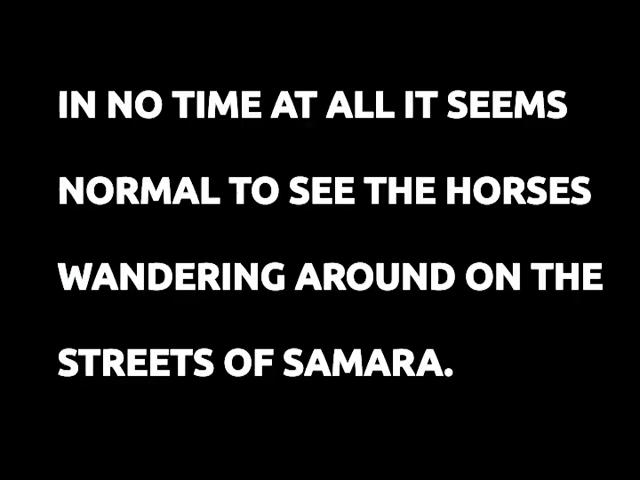 IN NO TIME AT ALL IT SEEMS
NORMAL TO SEE THE HORSES
WANDERING AROUND ON THE
STREETS OF SAMARA.